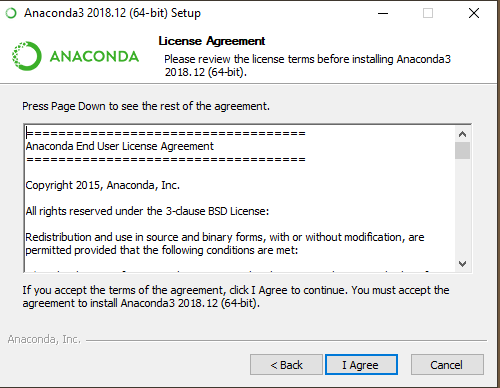 Anaconda3 2018.12 (64-bit) Setup
ANACONDA
License Agreement
Please review the license terms before installing Anaconda3
2018.12 (64-bit).
Press Page Down to see the rest of the agreement.
===================================
Anaconda End User License Agreement
===================================
Copyright 2015, Anaconda, Inc.
All rights reserved under the 3-clause BSD License:
Redistribution and use in source and binary forms, with or without modification, are
permitted provided that the following conditions are met:
If you accept the terms of the agreement, click I Agree to continue. You must accept the
agreement to install Anaconda3 2018.12 (64-bit).
Anaconda, Inc.
< Back
I Agree
Cancel